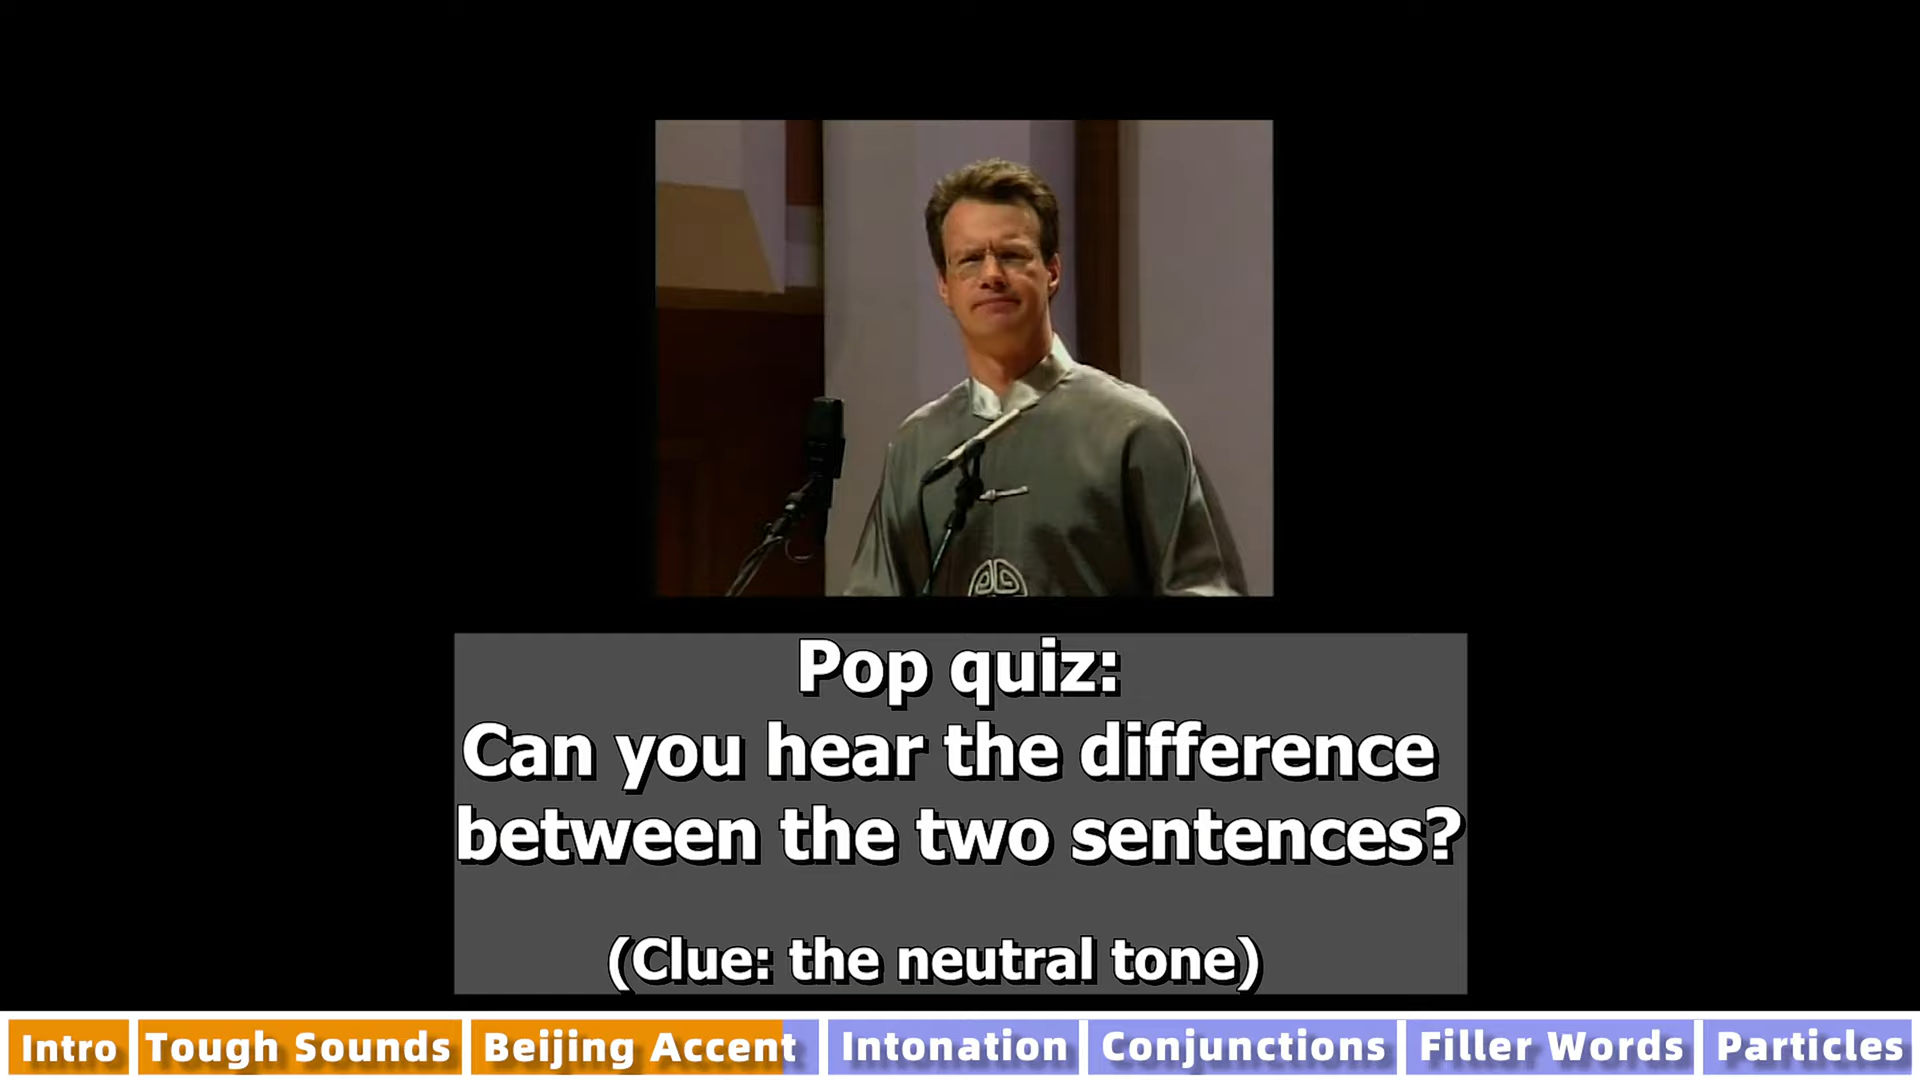 Pop quiz:
Can you hear the difference
between the two sentences?
(Clue: the neutral tone)
Intro Tough Sounds Beijing Accent Intonation Conjunctions Filler Words Particles